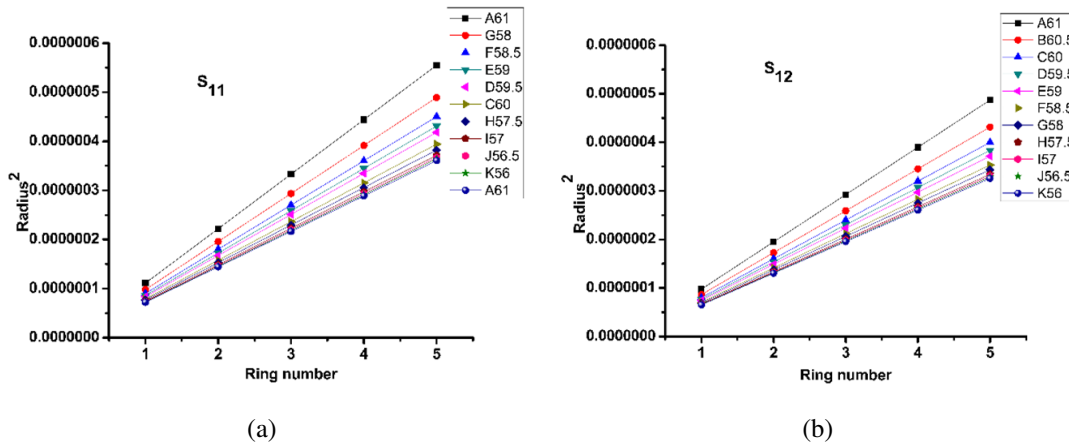 S11
Radius2
0.0000006
0.0000005
0.0000004
0.0000003
0.0000002
0.0000001
0.0000000
1 2 3 4 5
Ring number
A61
G58
F58.5
E59
D59.5
C60
H57.5
I57
J56.5
K56
A61
(a)
S12
Radius2
0.0000006
0.0000005
0.0000004
0.0000003
0.0000002
0.0000001
0.0000000
1 2 3 4 5
Ring number
A61
B60.5
C60
D59.5
E59
F58.5
G58
H57.5
I57
J56.5
K56
(b)